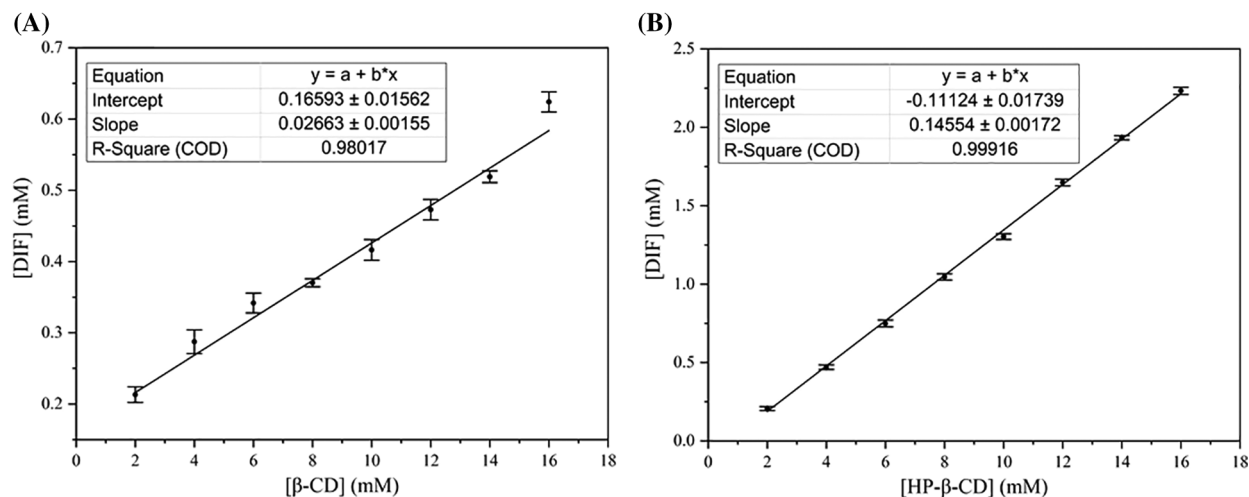 (A)
0.7
0.6
0.5
0.4
0.3
0.2
[DIF] (mM)
Equation y = a + b*x
Intercept 0.16593 ± 0.01562
Slope 0.02663 ± 0.00155
R-Square (COD) 0.98017
0 2 4 6 8 10 12 14 16 18
[β-CD] (mM)
(B)
2.5
2.0
1.5
1.0
0.5
0.0
[DIF] (mM)
Equation y = a + b*x
Intercept -0.11124 ± 0.01739
Slope 0.14554 ± 0.00172
R-Square (COD) 0.99916
0 2 4 6 8 10 12 14 16 18
[HP-β-CD] (mM)